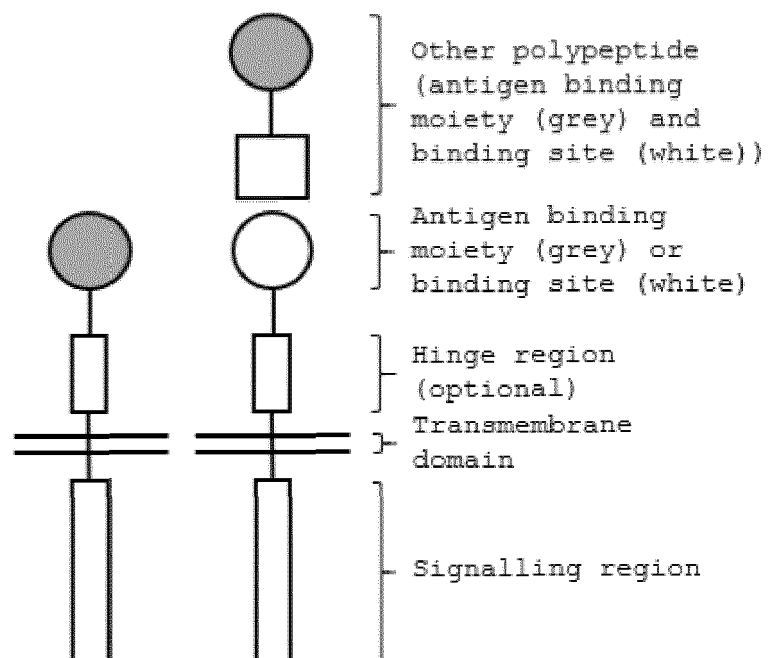 Other polypeptide
(antigen binding
moiety (grey) and
binding site (white))
Antigen binding
moiety (grey) or
binding site (white)
Hinge region
(optional)
Transmembrane
domain
Signalling region